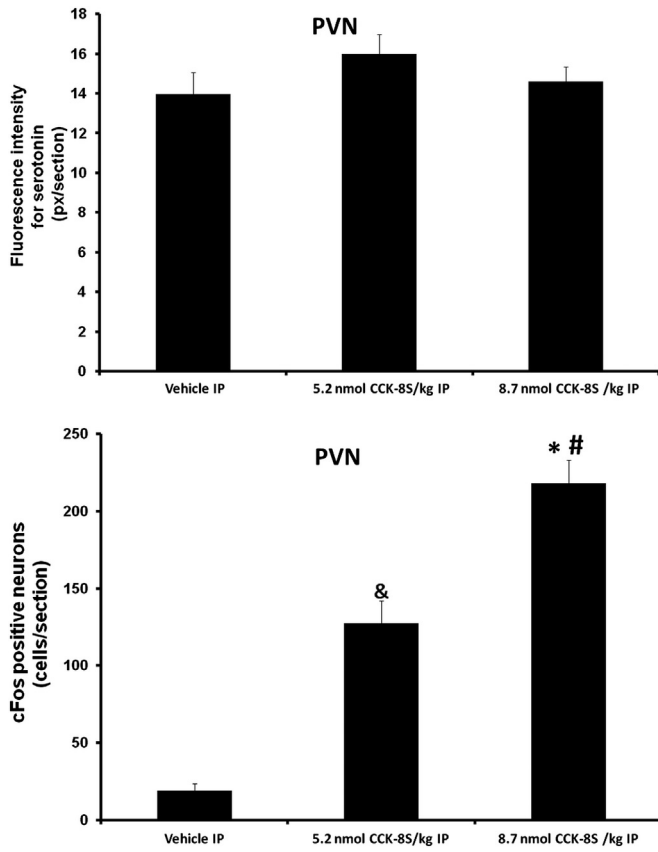 PVN
Fluorescence intensity
for serotonin
(px/section)
18
16
14
12
10
8
6
4
2
0
Vehicle IP
5.2 nmol CCK-8S/kg IP
8.7 nmol CCK-8S /kg IP
PVN
cFos positive neurons
(cells/section)
250
200
150
100
50
0
&
* #
Vehicle IP
5.2 nmol CCK-8S/kg IP
8.7 nmol CCK-8S /kg IP